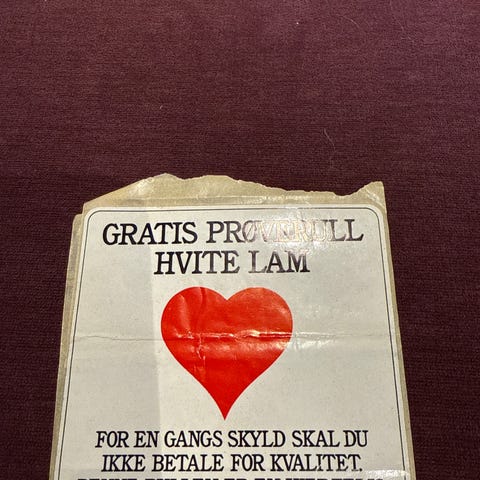 GRATIS PRØVERULL
HVITE LAM
FOR EN GANGS SKYLD SKAL DU
IKKE BETALE FOR KVALITET.